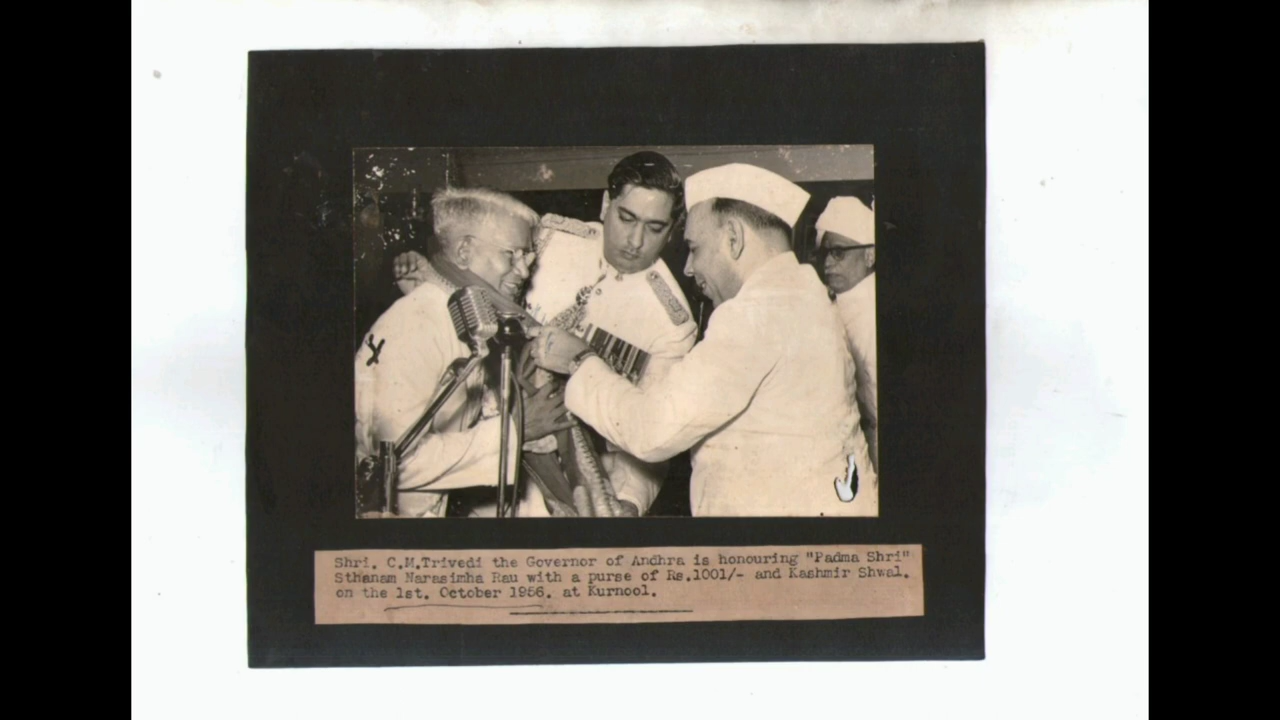 Shri. C.M.Trivedi the Governor of Andhra is honouring "Padma Shri"
Sthanam Narasimha Rau with a purse of Rs.1001/- and Kashmir Shwal.
on the 1st. October 1956. at Kurnool.